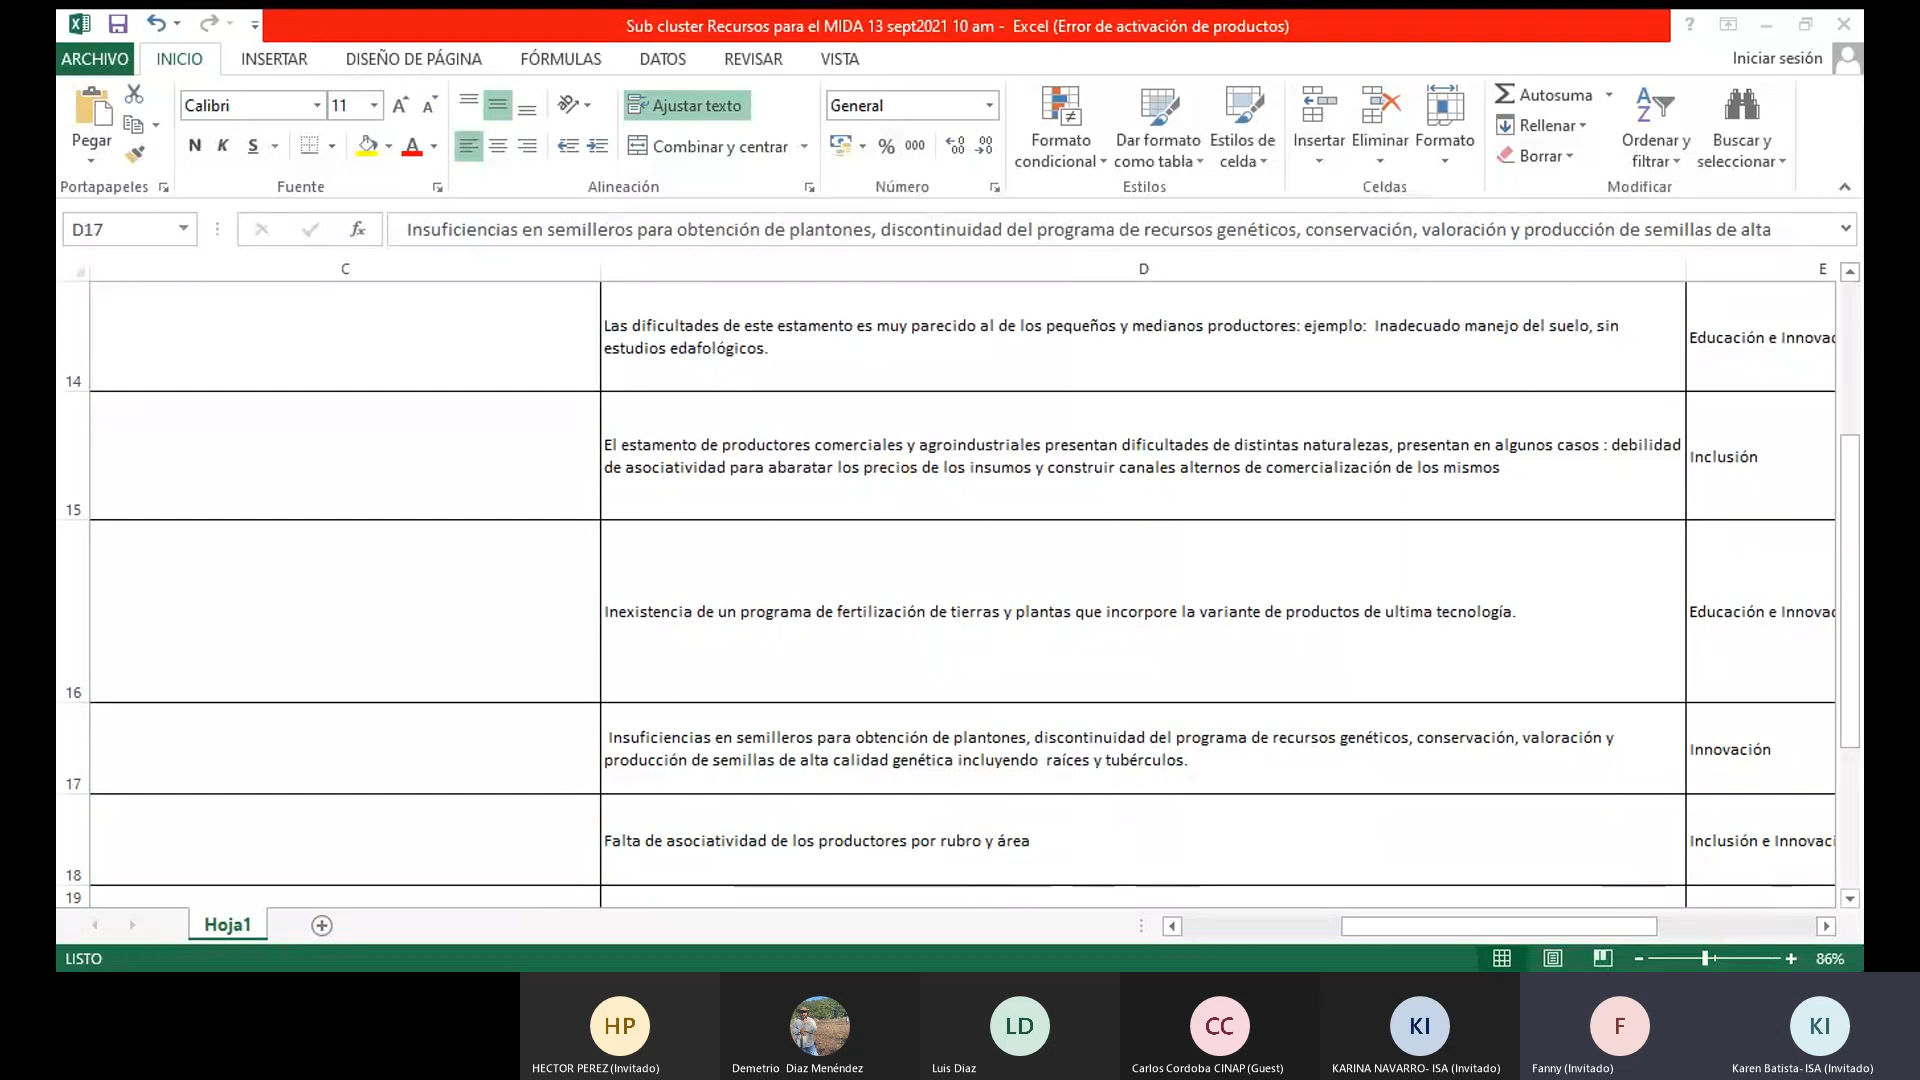 Sub cluster Recursos para el MIDA 13 sept2021 10 am - Excel (Error de activación de productos)
?
ARCHIVO INICIO INSERTAR DISEÑO DE PÁGINA FÓRMULAS DATOS REVISAR VISTA Iniciar sesión
Pegar
Portapapeles
Calibri 11
N K S
Fuente
Ajustar texto
Combinar y centrar
Alineación
General
% 000
Número
Formato condicional
Dar formato como tabla
Estilos de celda
Estilos
Insertar Eliminar Formato
Celdas
Autosuma
Rellenar
Borrar
Ordenar y filtrar
Buscar y seleccionar
Modificar
D17 fx Insuficiencias en semilleros para obtención de plantones, discontinuidad del programa de recursos genéticos, conservación, valoración y producción de semillas de alta
C D E
14
Las dificultades de este estamento es muy parecido al de los pequeños y medianos productores: ejemplo: Inadecuado manejo del suelo, sin
estudios edafológicos.
Educación e Innovac
15
El estamento de productores comerciales y agroindustriales presentan dificultades de distintas naturalezas, presentan en algunos casos : debilidad
de asociatividad para abaratar los precios de los insumos y construir canales alternos de comercialización de los mismos
Inclusión
16
Inexistencia de un programa de fertilización de tierras y plantas que incorpore la variante de productos de ultima tecnología.
Educación e Innovac
17
Insuficiencias en semilleros para obtención de plantones, discontinuidad del programa de recursos genéticos, conservación, valoración y
producción de semillas de alta calidad genética incluyendo raíces y tubérculos.
Innovación
18
Falta de asociatividad de los productores por rubro y área
Inclusión e Innovaci
19
Hoja1
LISTO 86%
HP LD CC KI F KI
HECTOR PEREZ (Invitado) Demetrio Diaz Menéndez Luis Diaz Carlos Cordoba CINAP (Guest) KARINA NAVARRO- ISA (Invitado) Fanny (Invitado) Karen Batista- ISA (Invitado)